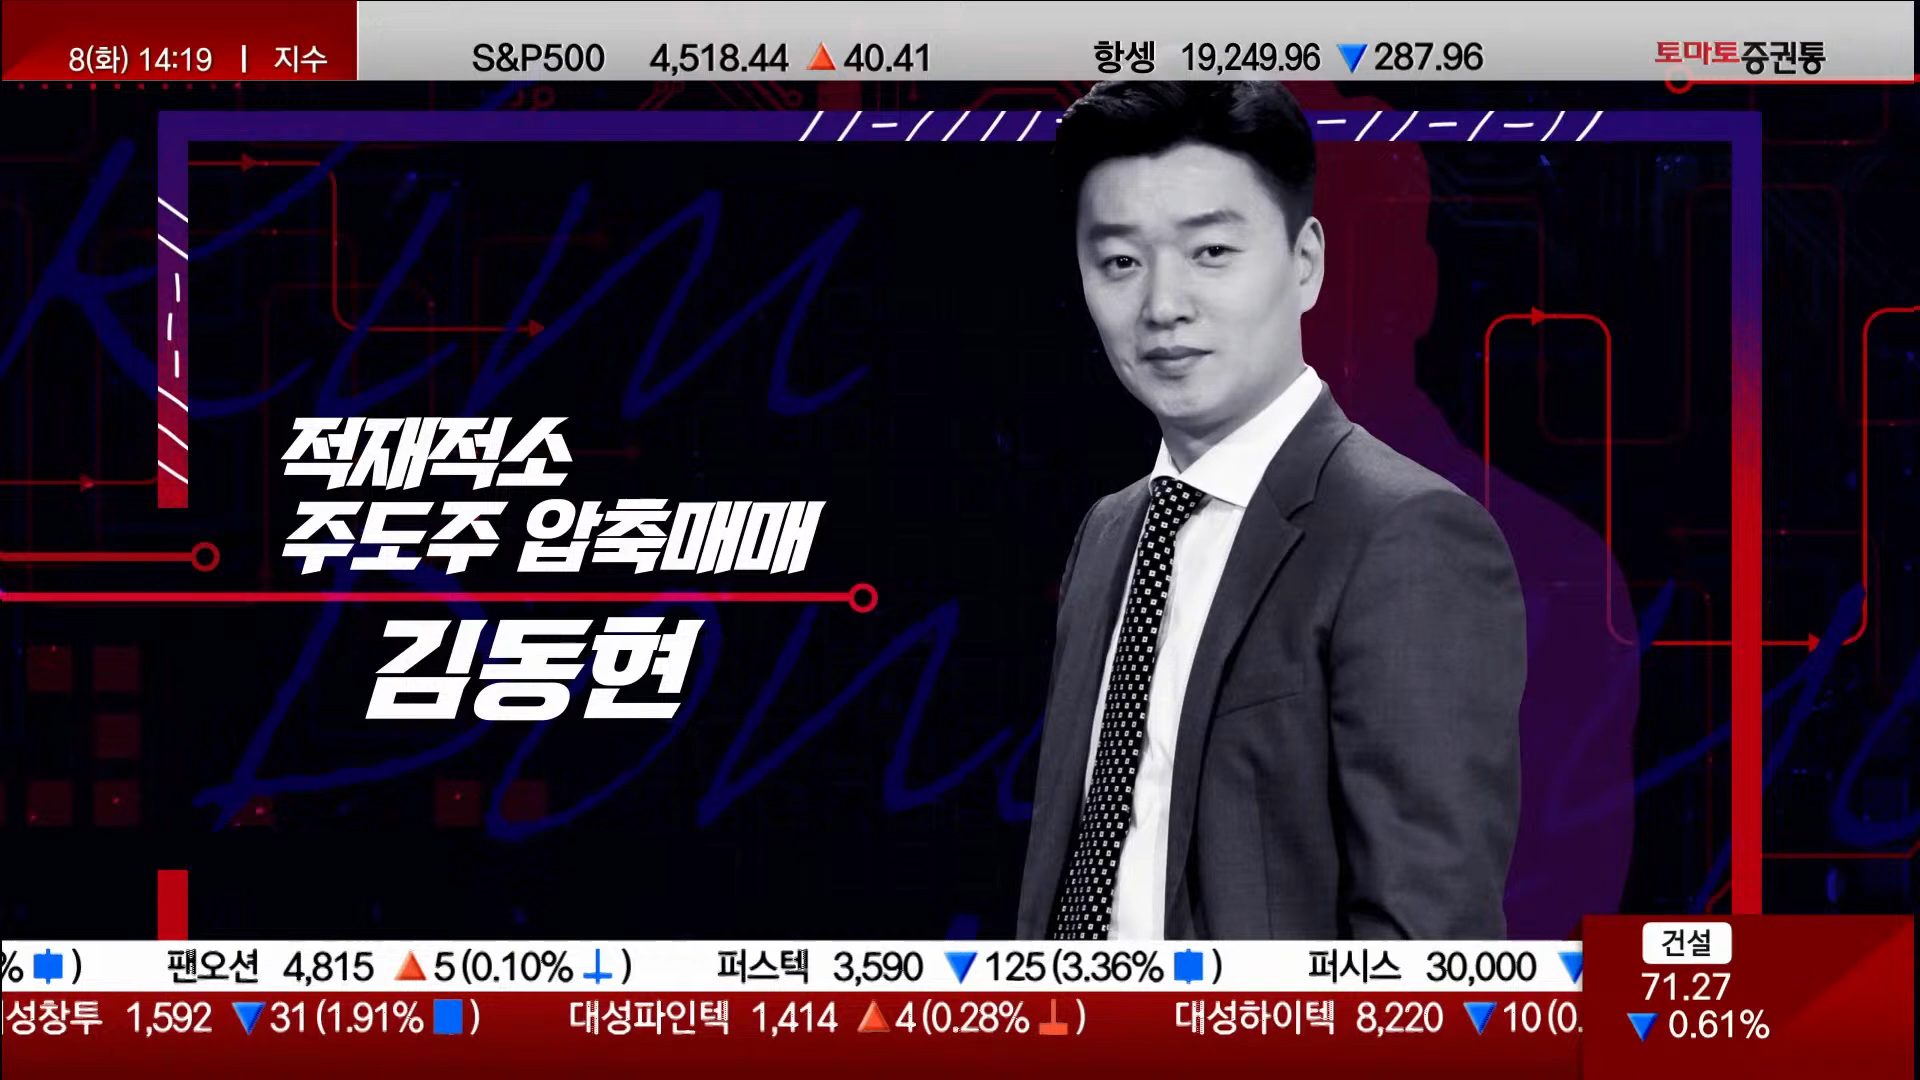 8(화) 14:19 | 지수
S&P500 4,518.44 ▲ 40.41 항셍 19,249.96 ▼ 287.96
토마토증권통
Kim
적재적소
주도주 압축매매
김동현
% )
팬오션 4,815 ▲ 5(0.10% ) 퍼스텍 3,590 ▼ 125(3.36% ) 퍼시스 30,000 ▼
성창투 1,592 ▼ 31(1.91% ) 대성파인텍 1,414 ▲ 4(0.28% ) 대성하이텍 8,220 ▼ 10(0.
건설
71.27
▼ 0.61%